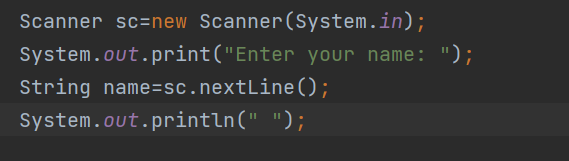 Scanner sc=new Scanner(System.in);
System.out.print("Enter your name: ");
String name=sc.nextLine();
System.out.println(" ");